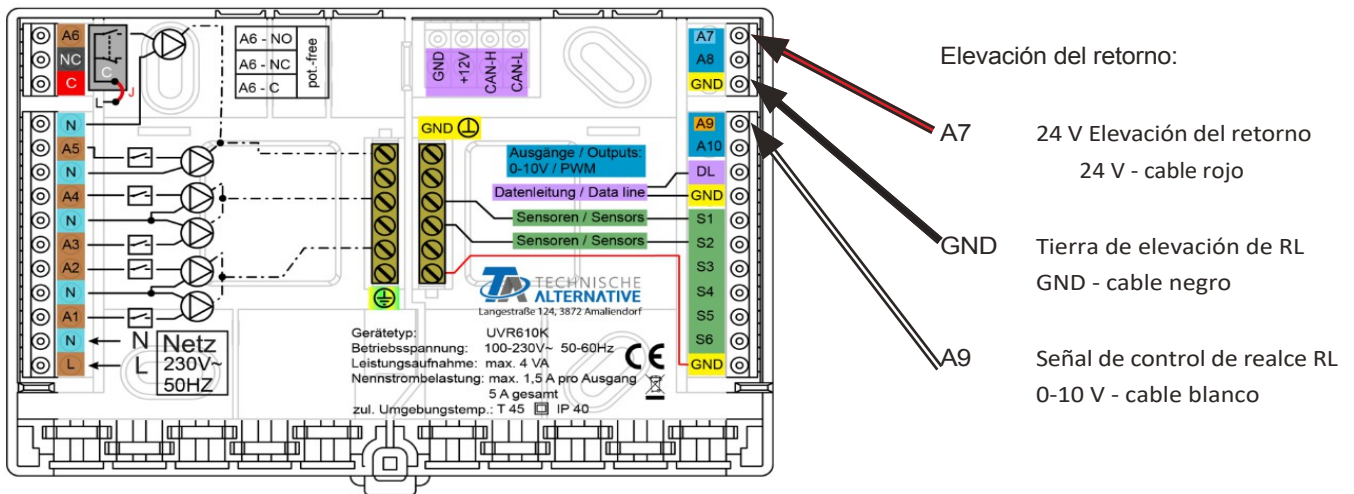 A6
NC
C
C
J
L
A6 - NO
A6 - NC
A6 - C
pot.-free
GND
+12V
CAN-H
CAN-L
A7
A8
GND
N
A5
N
A4
N
A3
A2
N
A1
N
L
N
L
Netz
230V~
50HZ
GND
Ausgänge / Outputs:
0-10V / PWM
Datenleitung / Data line
Sensoren / Sensors
Sensoren / Sensors
A9
A10
DL
GND
S1
S2
S3
S4
S5
S6
GND
TA TECHNISCHE
ALTERNATIVE
Langestraße 124, 3872 Amaliendorf
Gerätetyp: UVR610K
Betriebsspannung: 100-230V~ 50-60Hz
Leistungsaufnahme: max. 4 VA
Nennstrombelastung: max. 1,5 A pro Ausgang
5 A gesamt
zul. Umgebungstemp.: T 45 IP 40
CE
Elevación del retorno:
A7 24 V Elevación del retorno
24 V - cable rojo
GND Tierra de elevación de RL
GND - cable negro
A9 Señal de control de realce RL
0-10 V - cable blanco